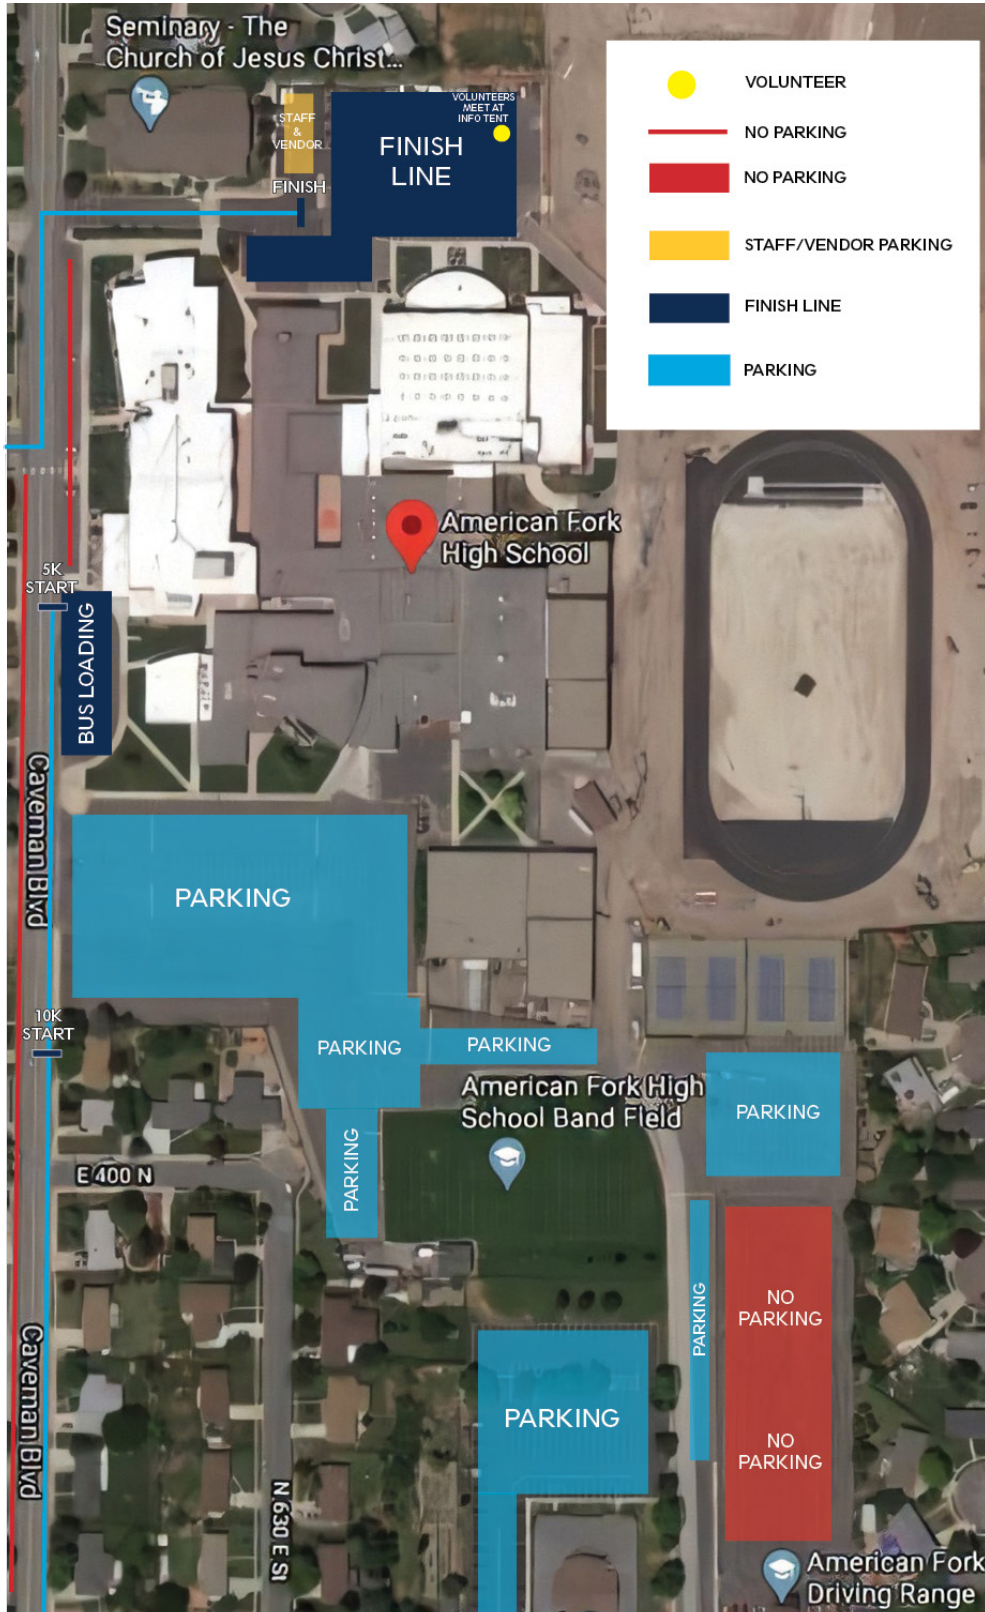 Seminary - The
Church of Jesus Christ...
STAFF
&
VENDOR
FINISH
VOLUNTEERS
MEET AT
INFO TENT
FINISH
LINE
VOLUNTEER
NO PARKING
NO PARKING
STAFF/VENDOR PARKING
FINISH LINE
PARKING
American Fork
High School
5K
START
BUS LOADING
Caveman Blvd
PARKING
10K
START
PARKING
PARKING
American Fork High
School Band Field
PARKING
E 400 N
PARKING
PARKING
NO
PARKING
PARKING
NO
PARKING
Caveman Blvd
N 630 E St
American Fork
Driving Range